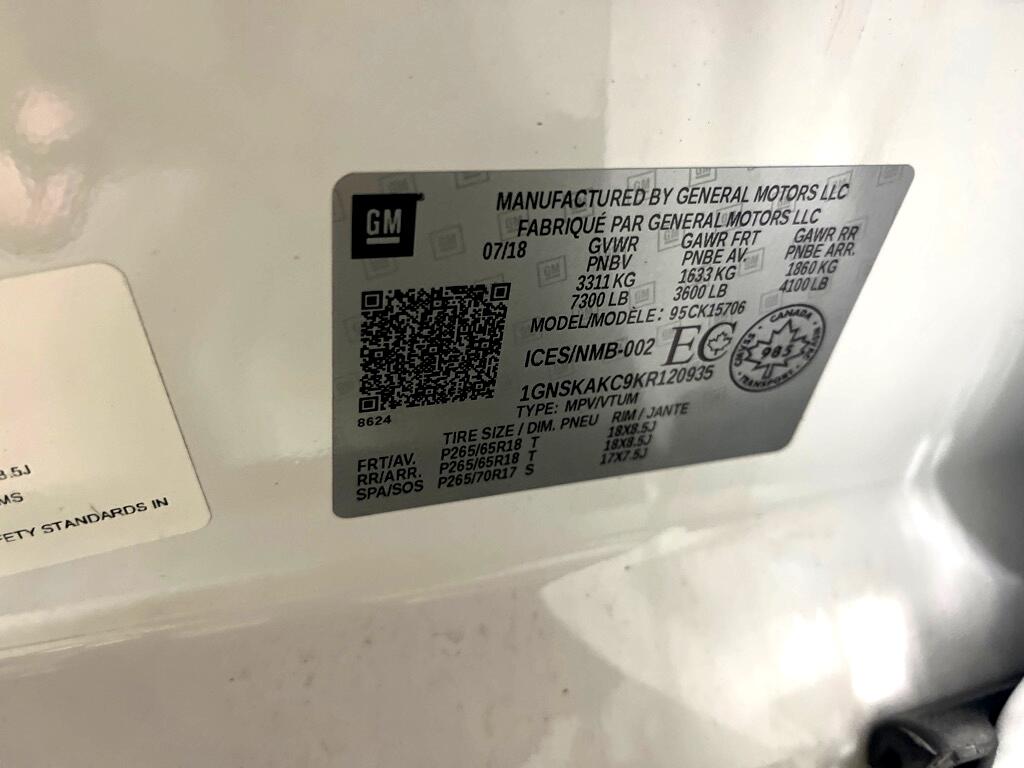 GM
MANUFACTURED BY GENERAL MOTORS LLC
FABRIQUÉ PAR GENERAL MOTORS LLC
07/18
GVWR GAWR FRT GAWR RR
PNBV PNBE AV. PNBE ARR.
3311 KG 1633 KG 1860 KG
7300 LB 3600 LB 4100 LB
MODEL/MODÈLE: 95CK15706
ICES/NMB-002 EC
CANADA
985
TRANSPORT
1GNSKAKC9KR120935
TYPE: MPV/VTUM
8624
TIRE SIZE / DIM. PNEU RIM / JANTE
FRT/AV. P265/65R18 T 18X8.5J
RR/ARR. P265/65R18 T 18X8.5J
SPA/SOS P265/70R17 S 17X7.5J
8.5J
MS
FETY STANDARDS IN